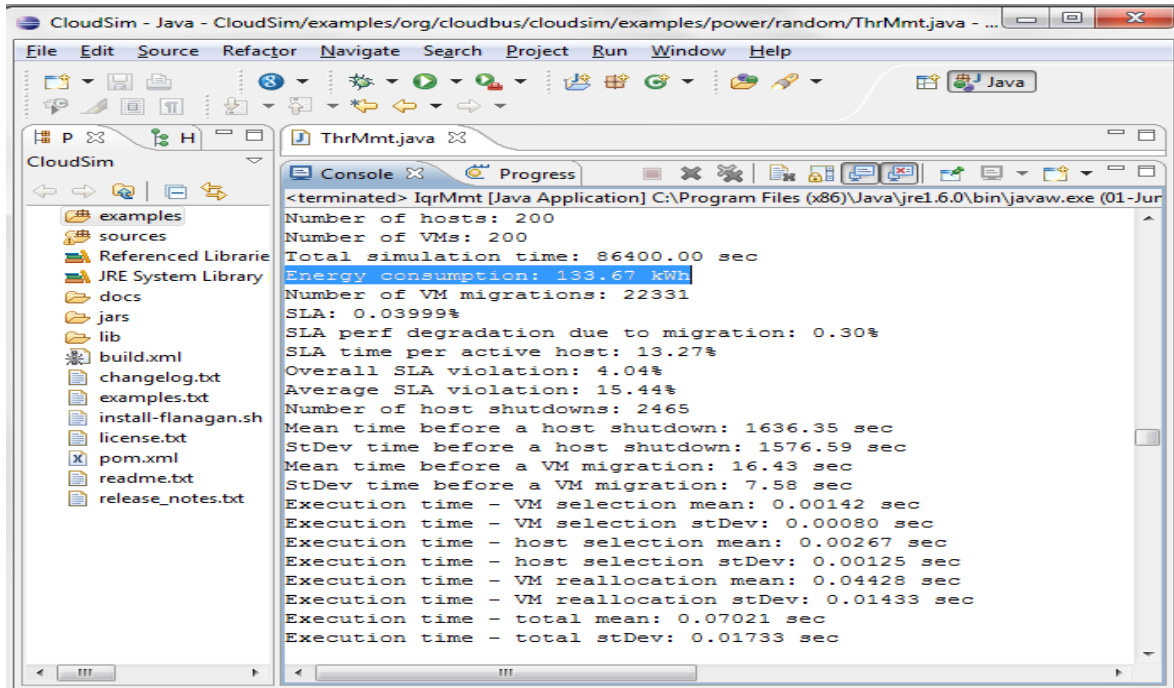 CloudSim - Java - CloudSim/examples/org/cloudbus/cloudsim/examples/power/random/ThrMmt.java - ...
File Edit Source Refactor Navigate Search Project Run Window Help
Java
P H
ThrMmt.java
CloudSim
Console Progress
<terminated> IqrMmt [Java Application] C:\Program Files (x86)\Java\jre1.6.0\bin\javaw.exe (01-Jun
examples
sources
Referenced Librarie
JRE System Library
docs
jars
lib
build.xml
changelog.txt
examples.txt
install-flanagan.sh
license.txt
pom.xml
readme.txt
release_notes.txt
Number of hosts: 200
Number of VMs: 200
Total simulation time: 86400.00 sec
Energy consumption: 133.67 kWh
Number of VM migrations: 22331
SLA: 0.03999%
SLA perf degradation due to migration: 0.30%
SLA time per active host: 13.27%
Overall SLA violation: 4.04%
Average SLA violation: 15.44%
Number of host shutdowns: 2465
Mean time before a host shutdown: 1636.35 sec
StDev time before a host shutdown: 1576.59 sec
Mean time before a VM migration: 16.43 sec
StDev time before a VM migration: 7.58 sec
Execution time - VM selection mean: 0.00142 sec
Execution time - VM selection stDev: 0.00080 sec
Execution time - host selection mean: 0.00267 sec
Execution time - host selection stDev: 0.00125 sec
Execution time - VM reallocation mean: 0.04428 sec
Execution time - VM reallocation stDev: 0.01433 sec
Execution time - total mean: 0.07021 sec
Execution time - total stDev: 0.01733 sec